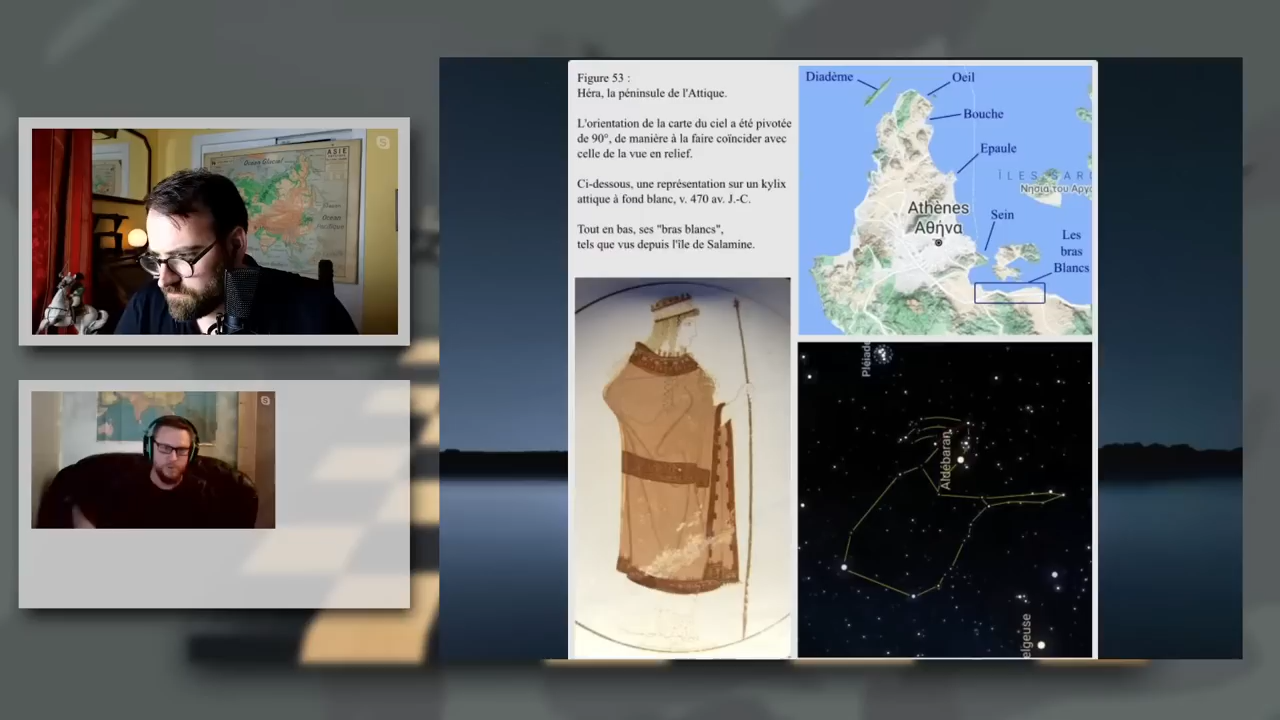 Figure 53 :
Héra, la péninsule de l'Attique.
L'orientation de la carte du ciel a été pivotée
de 90°, de manière à la faire coïncider avec
celle de la vue en relief.
Ci-dessous, une représentation sur un kylix
attique à fond blanc, v. 470 av. J.-C.
Tout en bas, ses "bras blancs",
tels que vus depuis l'île de Salamine.
Diadème
Oeil
Bouche
Epaule
ÎLES SAR
Νησιά του Αργο
Athènes
Αθήνα
Sein
Les
bras
Blancs
Pléiade
Aldébaran
elgeuse
ASIE
Océan Glacial
Océan
Pacifique